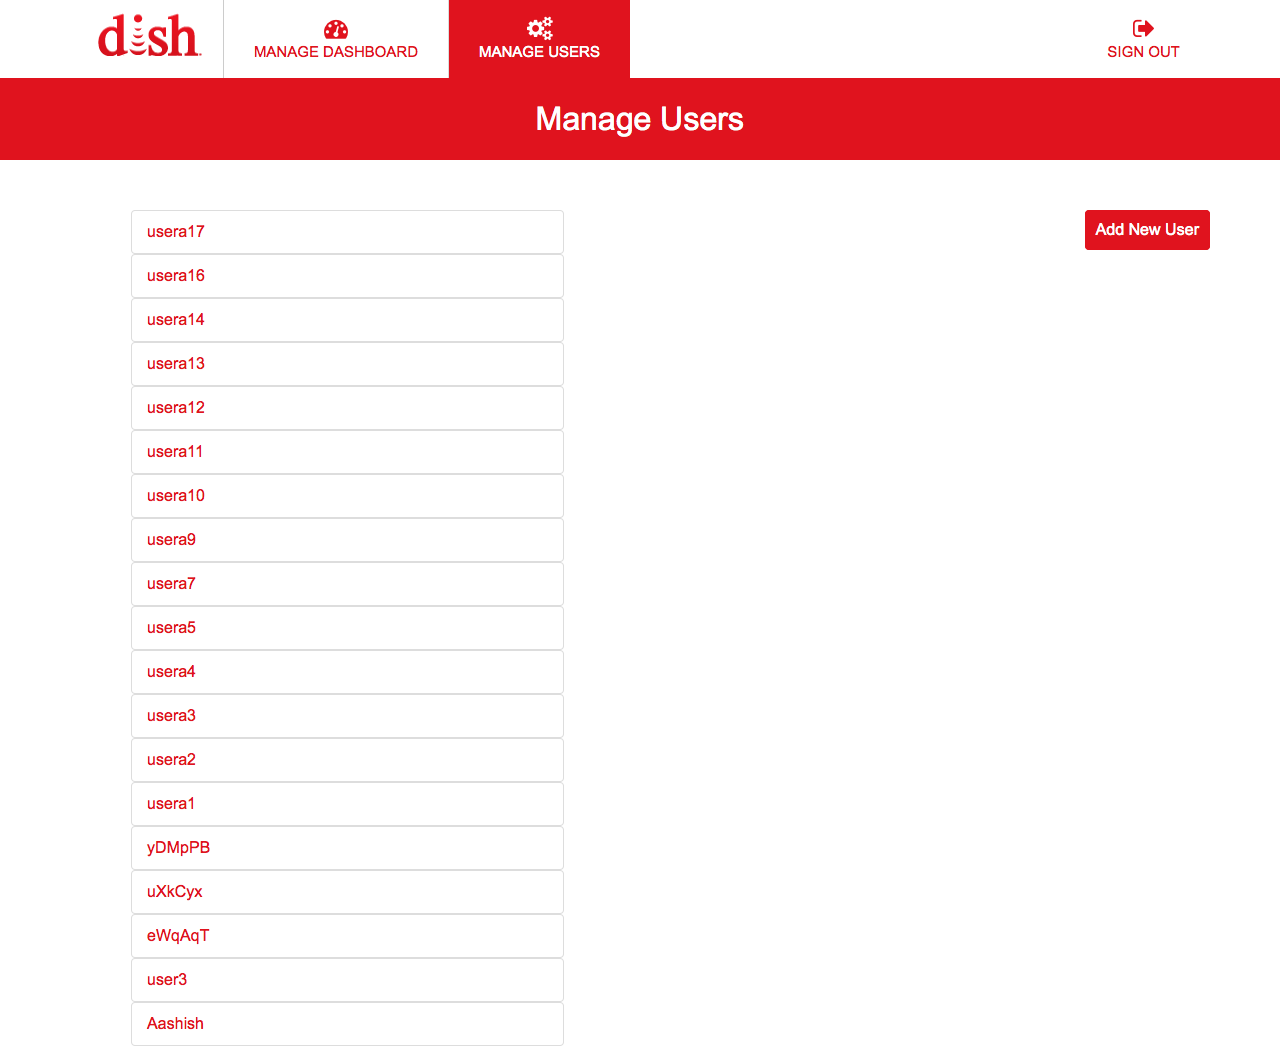 dish
MANAGE DASHBOARD
MANAGE USERS
SIGN OUT
Manage Users
usera17
Add New User
usera16
usera14
usera13
usera12
usera11
usera10
usera9
usera7
usera5
usera4
usera3
usera2
usera1
yDMpPB
uXkCyx
eWqAqT
user3
Aashish